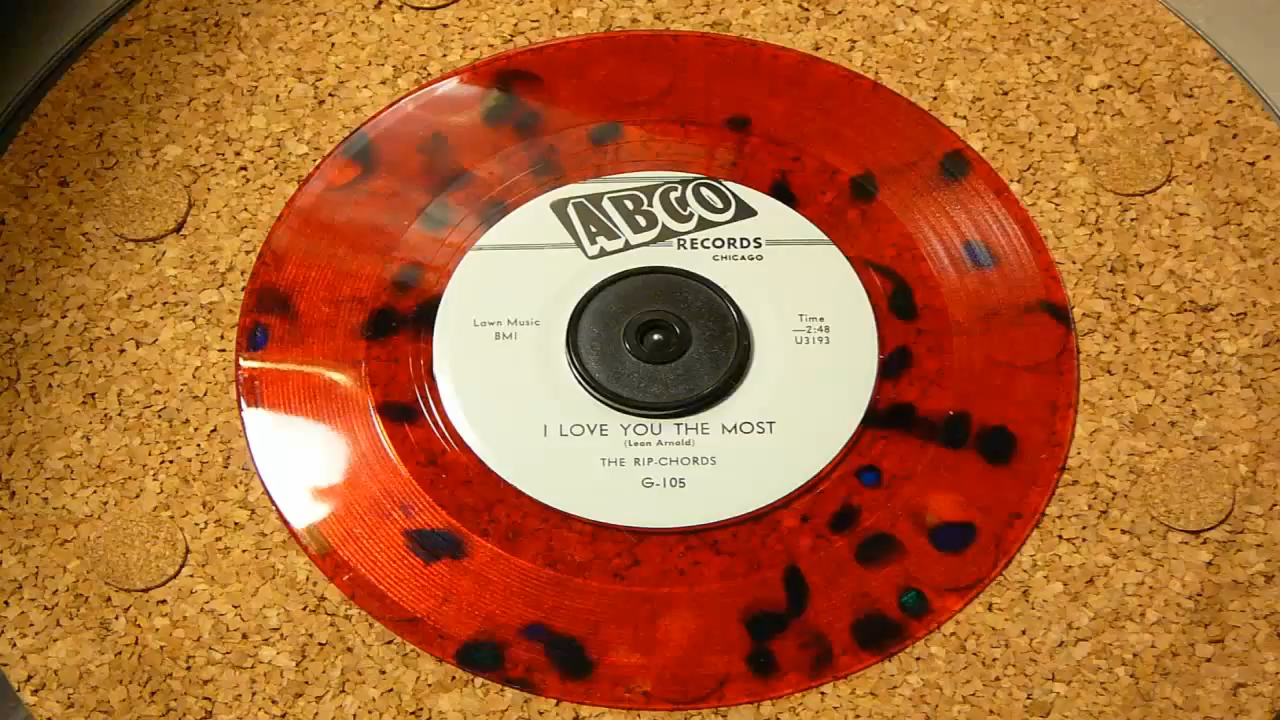 ABCO
RECORDS
CHICAGO
Lawn Music
BMI
Time
—2:48
U3193
I LOVE YOU THE MOST
(Leon Arnold)
THE RIP-CHORDS
G-105